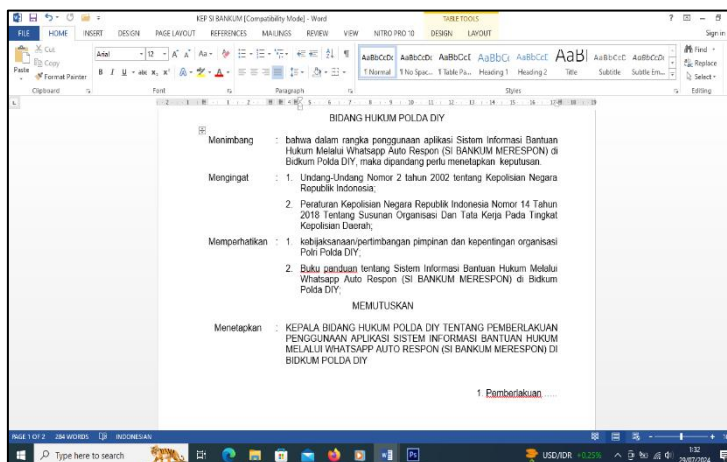 KEP SI BANKUM [Compatibility Mode] - Word
TABLE TOOLS
FILE HOME INSERT DESIGN PAGE LAYOUT REFERENCES MAILINGS REVIEW VIEW NITRO PRO 10 DESIGN LAYOUT
Sign in
Paste
Cut
Copy
Format Painter
Arial
12
Clipboard
Font
Paragraph
AaBbCcDc AaBbCcDc AaBbCcDc AaBbCc AaBbCcE AaBl AaBbCcD AaBbCcDc
¶ Normal ¶ No Spac... ¶ Table Pa... Heading 1 Heading 2 Title Subtitle Subtle Em...
Styles
Find
Replace
Select
Editing
BIDANG HUKUM POLDA DIY
Menimbang : bahwa dalam rangka penggunaan aplikasi Sistem Informasi Bantuan
Hukum Melalui Whatsapp Auto Respon (SI BANKUM MERESPON) di
Bidkum Polda DIY, maka dipandang perlu menetapkan keputusan.
Mengingat : 1. Undang-Undang Nomor 2 tahun 2002 tentang Kepolisian Negara
Republik Indonesia;
2. Peraturan Kepolisian Negara Republik Indonesia Nomor 14 Tahun
2018 Tentang Susunan Organisasi Dan Tata Kerja Pada Tingkat
Kepolisian Daerah;
Memperhatikan : 1. kebijaksanaan/pertimbangan pimpinan dan kepentingan organisasi
Polri Polda DIY;
2. Buku panduan tentang Sistem Informasi Bantuan Hukum Melalui
Whatsapp Auto Respon (SI BANKUM MERESPON) di Bidkum
Polda DIY;
MEMUTUSKAN
Menetapkan : KEPALA BIDANG HUKUM POLDA DIY TENTANG PEMBERLAKUAN
PENGGUNAAN APLIKASI SISTEM INFORMASI BANTUAN HUKUM
MELALUI WHATSAPP AUTO RESPON (SI BANKUM MERESPON) DI
BIDKUM POLDA DIY
1. Pemberlakuan......
PAGE 1 OF 2 284 WORDS INDONESIAN
Type here to search
USD/IDR +0.25%
1:32
29/07/2024